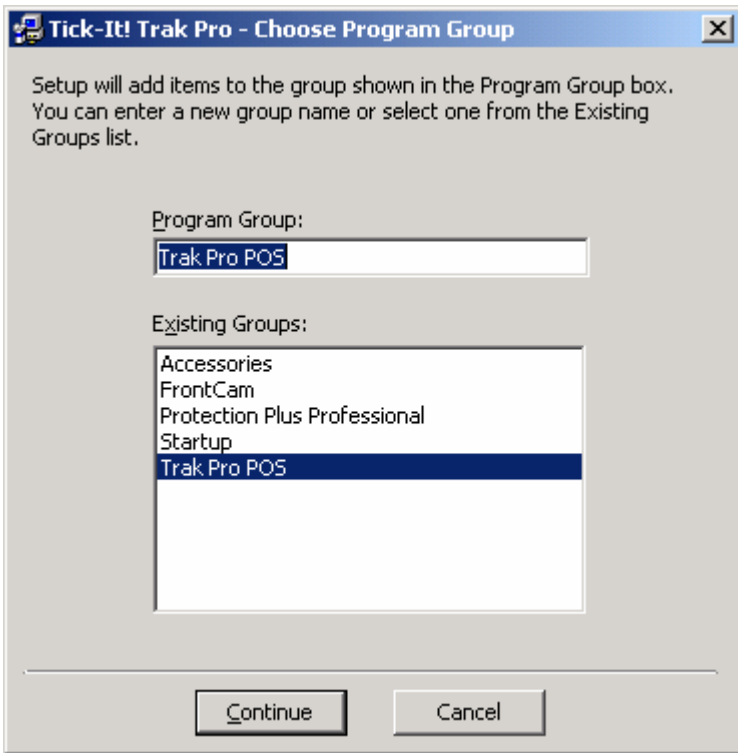 Tick-It! Trak Pro - Choose Program Group
Setup will add items to the group shown in the Program Group box.
You can enter a new group name or select one from the Existing
Groups list.
Program Group:
Trak Pro POS
Existing Groups:
Accessories
FrontCam
Protection Plus Professional
Startup
Trak Pro POS
Continue
Cancel